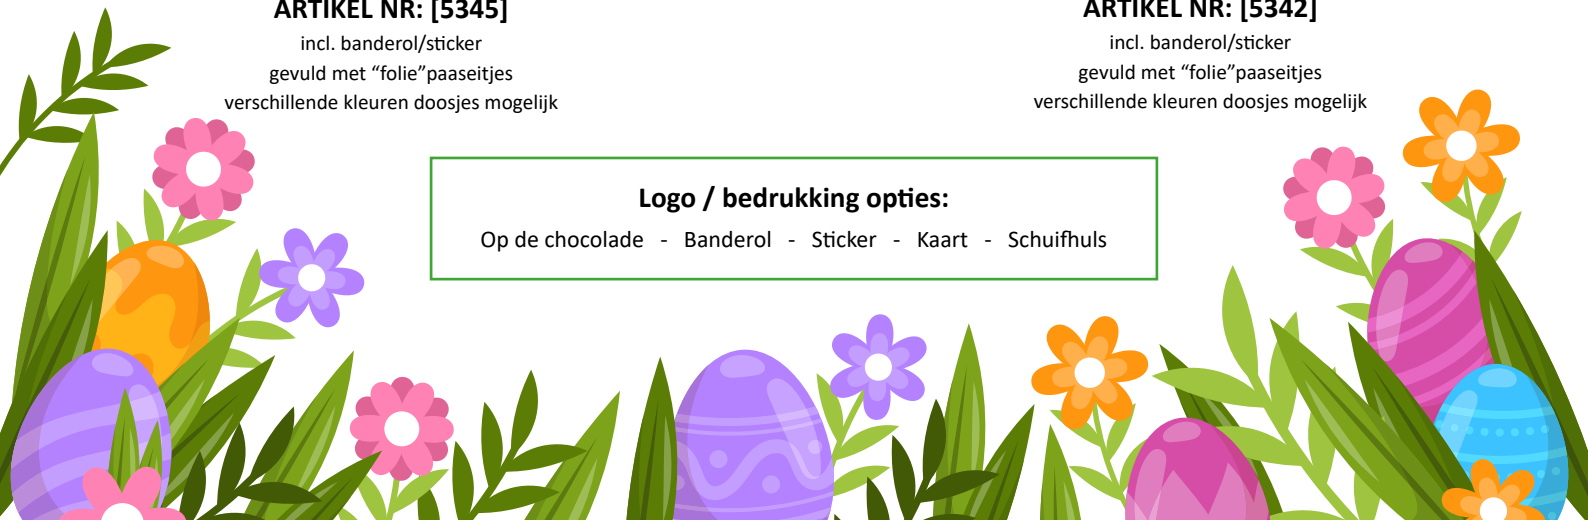 ARTIKEL NR: [5345]
incl. banderol/sticker
gevuld met “folie”paaseitjes
verschillende kleuren doosjes mogelijk
ARTIKEL NR: [5342]
incl. banderol/sticker
gevuld met “folie”paaseitjes
verschillende kleuren doosjes mogelijk
Logo / bedrukking opties:
Op de chocolade - Banderol - Sticker - Kaart - Schuifhuls